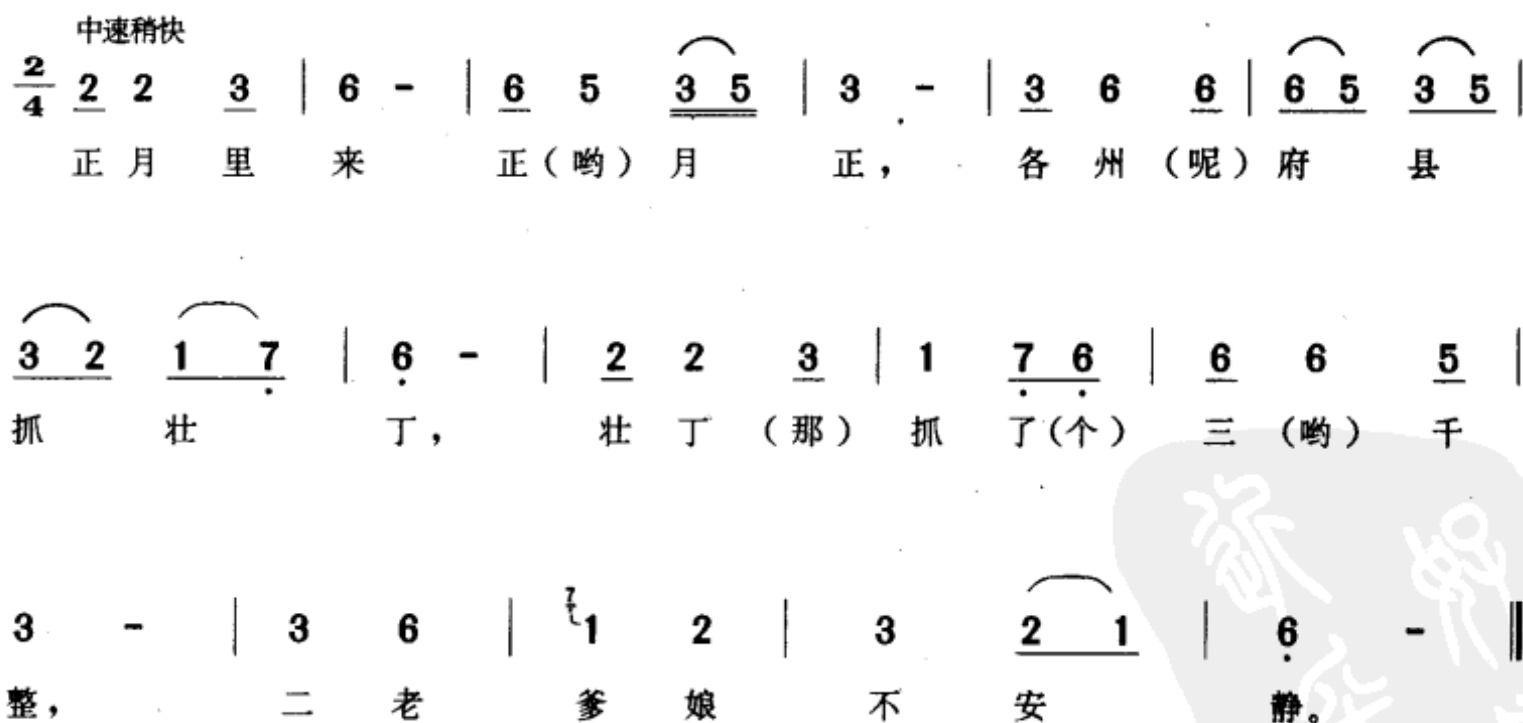 中速稍快
2/4 2 2 3 | 6 - | 6 5 3 5 | 3 - | 3 6 6 | 6 5 3 5 |
正月里来 正（哟）月 正， 各州（呢）府县
3 2 1 7 | 6 - | 2 2 3 | 1 7 6 | 6 6 5 |
抓壮丁， 壮丁（那）抓了（个）三（哟）千
3 - | 3 6 | 7 1 2 | 3 2 1 | 6 - ‖
整， 二老爹娘不安静。